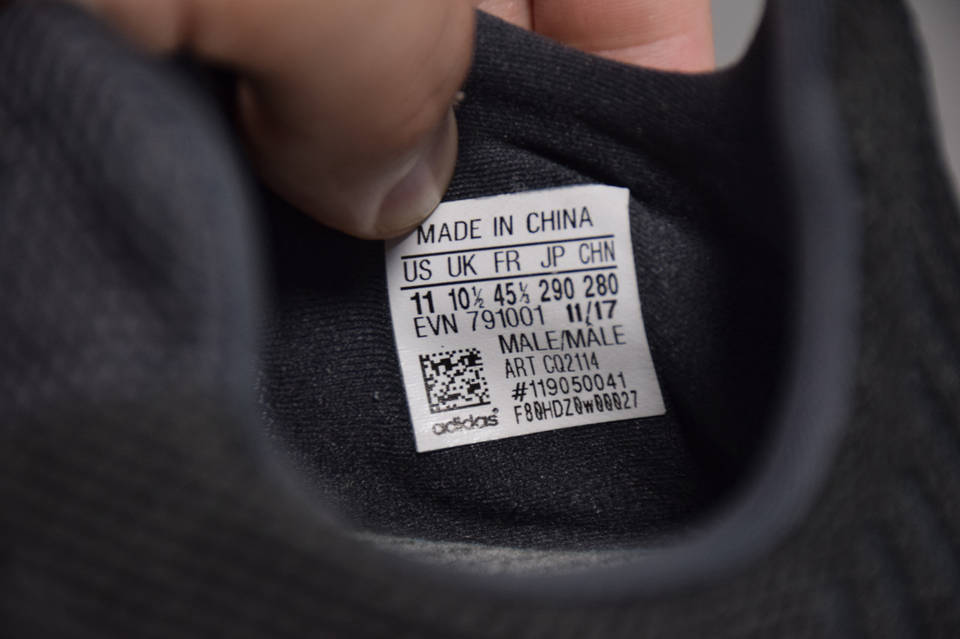 MADE IN CHINA
US UK FR JP CHN
11 10½ 45⅓ 290 280
EVN 791001 11/17
MALE/MALE
ART CQ2114
#119050041
F80HDZ0w00027
adidas